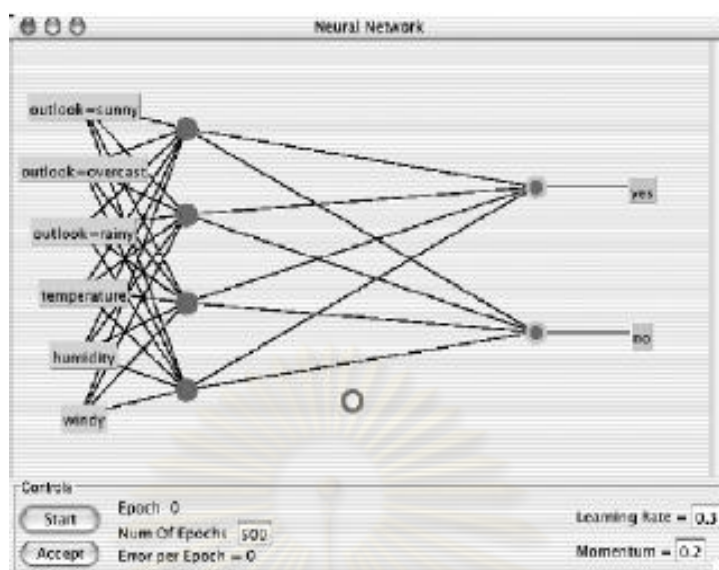 Neural Network
outlook=sunny
outlook=overcast
outlook=rainy
temperature
humidity
windy
yes
no
Controls
Start
Accept
Epoch 0
Num Of Epochs 500
Error per Epoch = 0
Learning Rate = 0.3
Momentum = 0.2